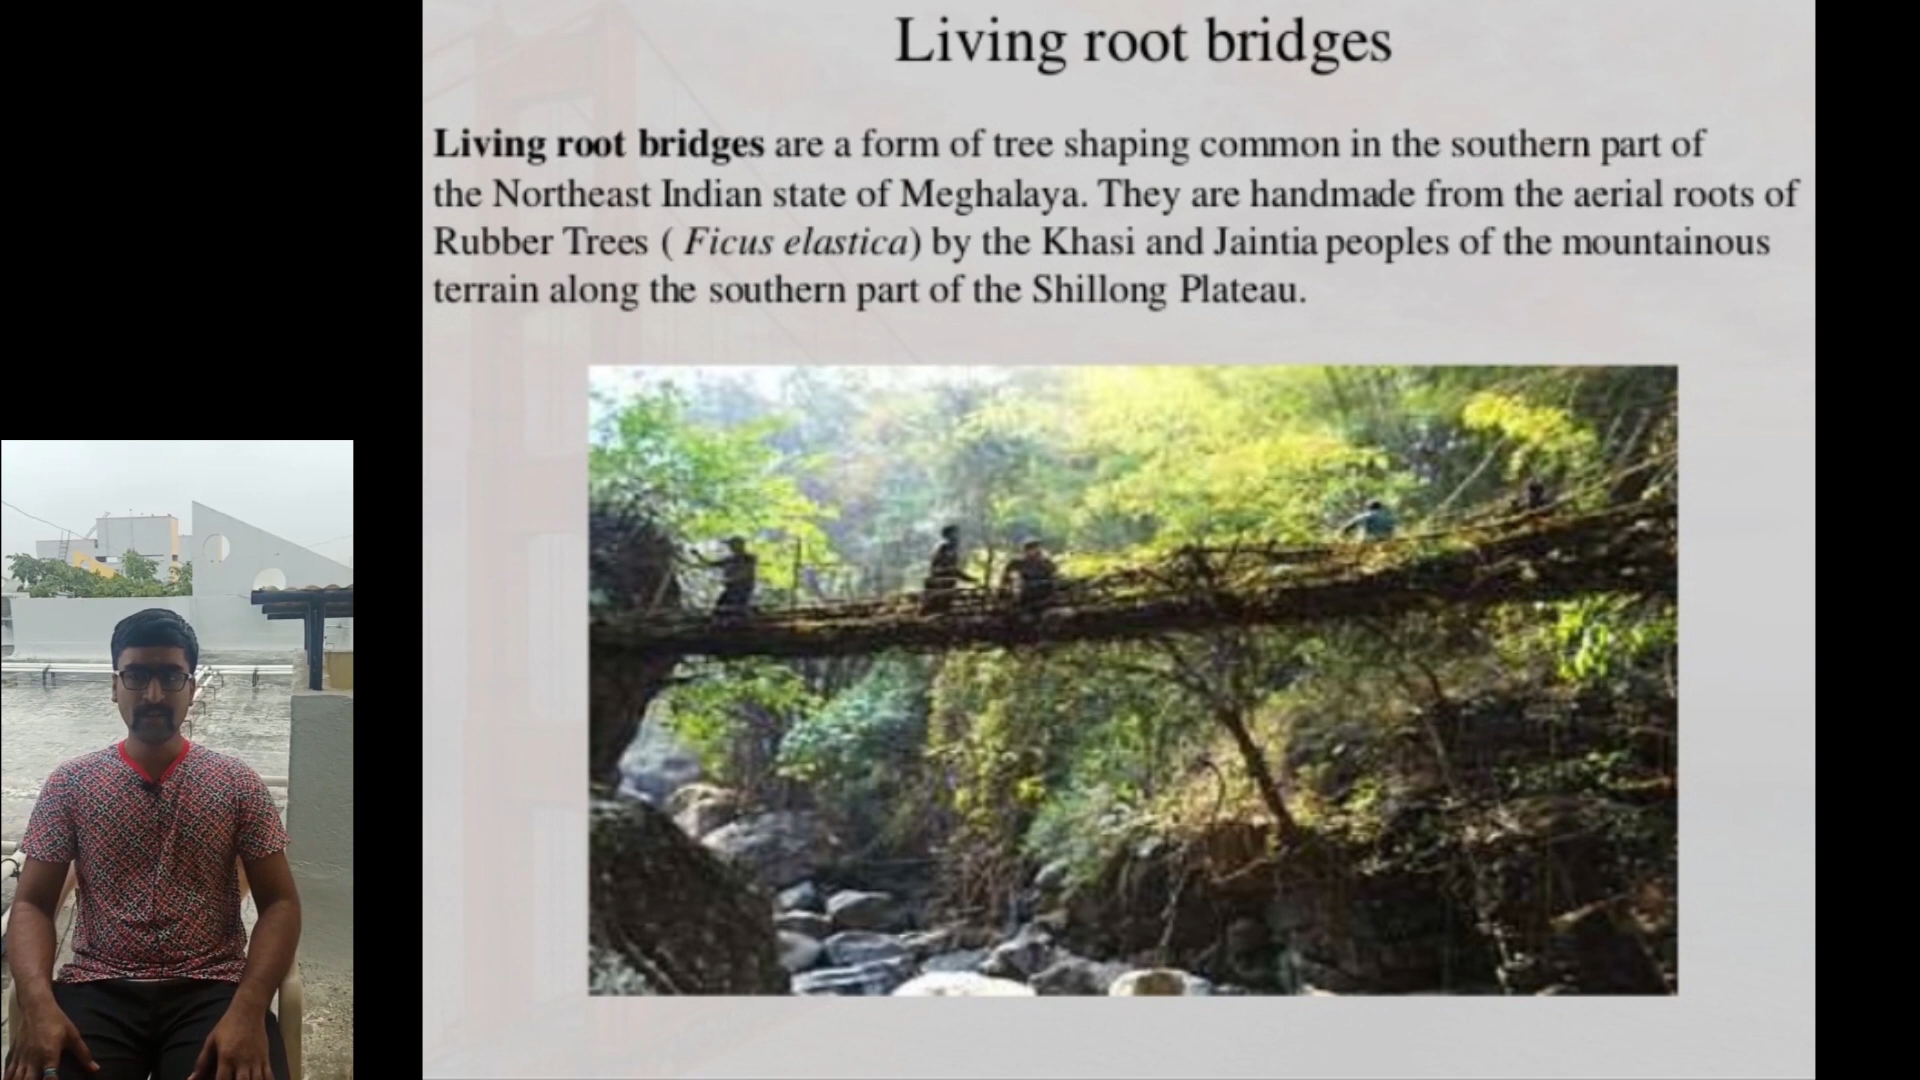 Living root bridges
Living root bridges are a form of tree shaping common in the southern part of
the Northeast Indian state of Meghalaya. They are handmade from the aerial roots of
Rubber Trees ( Ficus elastica) by the Khasi and Jaintia peoples of the mountainous
terrain along the southern part of the Shillong Plateau.